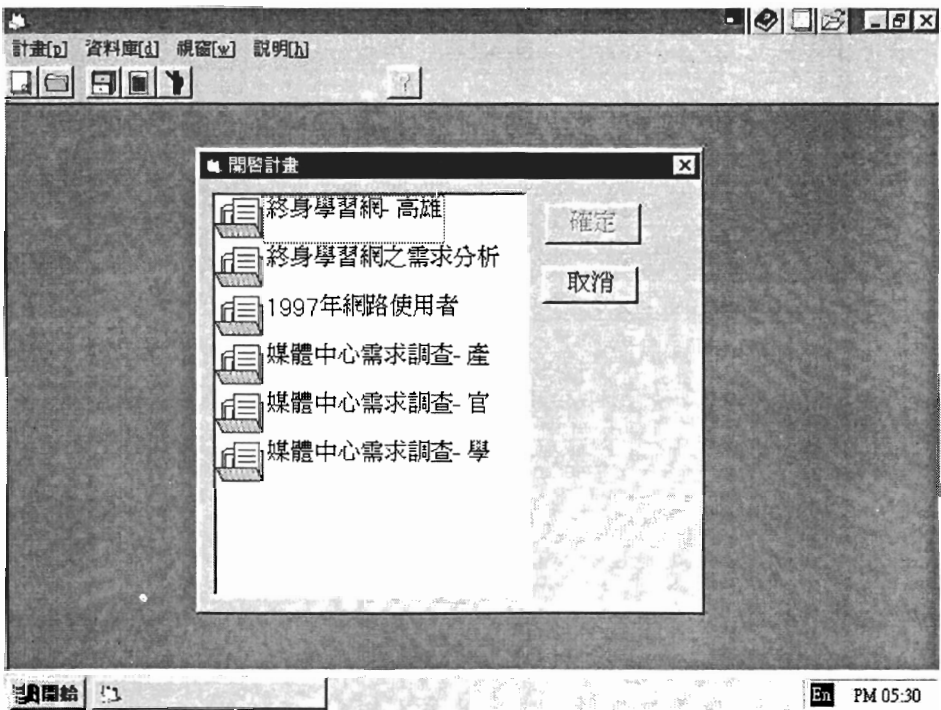 計畫[p] 資料庫[d] 視窗[w] 説明[h]
開啓計畫
終身學習網- 高雄
確定
終身學習網之需求分析
取消
1997年網路使用者
媒體中心需求調查- 產
媒體中心需求調查- 官
媒體中心需求調查- 學
開始
En PM 05:30